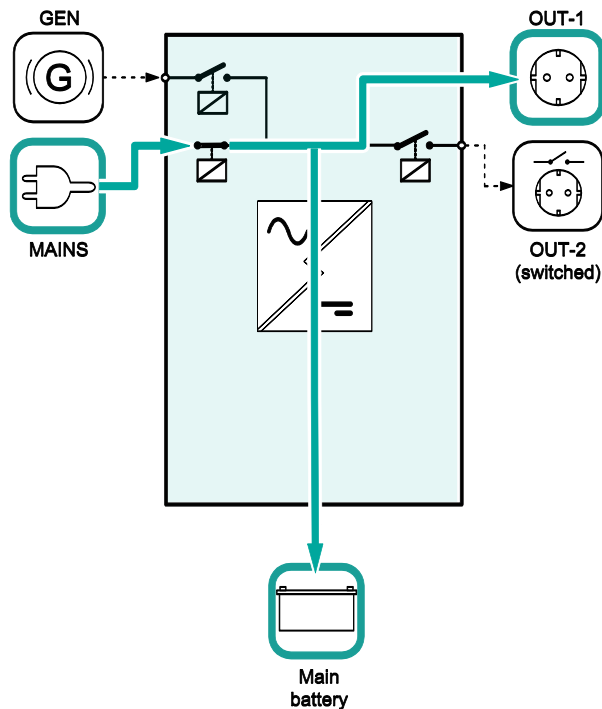 GEN
OUT-1
G
MAINS
OUT-2
(switched)
Main
battery